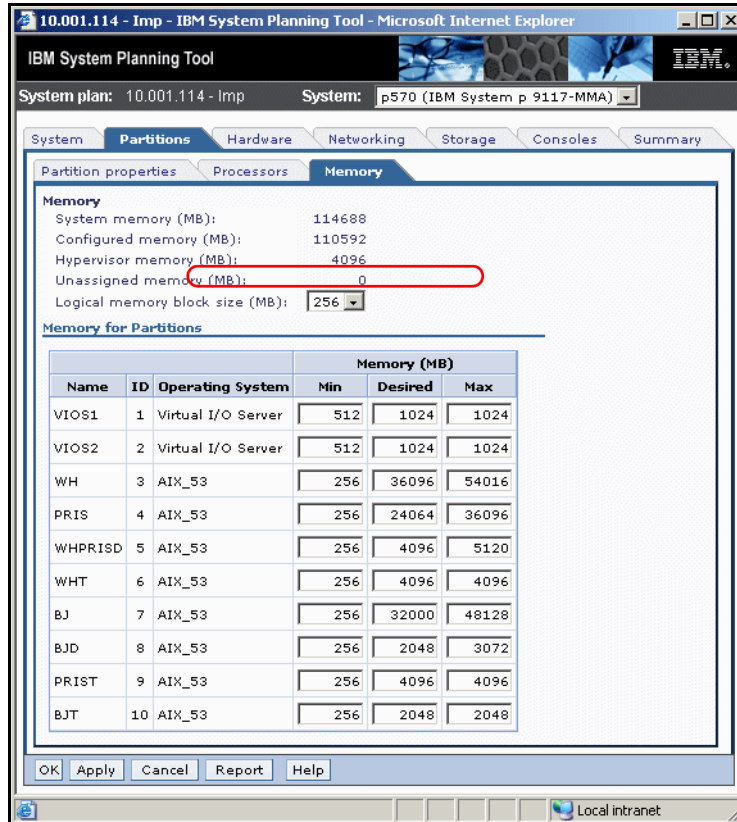 10.001.114 - Imp - IBM System Planning Tool - Microsoft Internet Explorer
IBM System Planning Tool
IBM.
System plan: 10.001.114 - Imp System: p570 (IBM System p 9117-MMA)
System Partitions Hardware Networking Storage Consoles Summary
Partition properties Processors Memory
Memory
System memory (MB): 114688
Configured memory (MB): 110592
Hypervisor memory (MB): 4096
Unassigned memory (MB): 0
Logical memory block size (MB): 256
Memory for Partitions
Memory (MB)
Name ID Operating System Min Desired Max
VIOS1 1 Virtual I/O Server 512 1024 1024
VIOS2 2 Virtual I/O Server 512 1024 1024
WH 3 AIX_53 256 36096 54016
PRIS 4 AIX_53 256 24064 36096
WHPRISD 5 AIX_53 256 4096 5120
WHT 6 AIX_53 256 4096 4096
BJ 7 AIX_53 256 32000 48128
BJD 8 AIX_53 256 2048 3072
PRIST 9 AIX_53 256 4096 4096
BJT 10 AIX_53 256 2048 2048
OK Apply Cancel Report Help
Local intranet